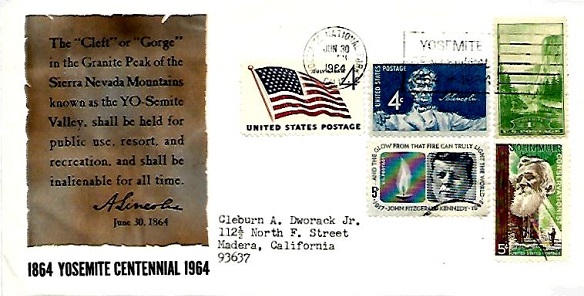 The "Cleft" or "Gorge"
in the Granite Peak of the
Sierra Nevada Mountains
known as the YO-Semite
Valley, shall be held for
public use, resort, and
recreation, and shall be
inalienable for all time.
A. Lincoln
June 30, 1864
1864 YOSEMITE CENTENNIAL 1964
JUN 30
1964
YOSEMITE
4¢
UNITED STATES POSTAGE
UNITED STATES POSTAGE
4¢
A. Lincoln
AND THE GLOW FROM THAT FIRE CAN TRULY LIGHT THE WORLD
5¢
JOHN FITZGERALD KENNEDY
JOHN MUIR
5¢
Cleburn A. Dworack Jr.
112½ North F. Street
Madera, California
93637